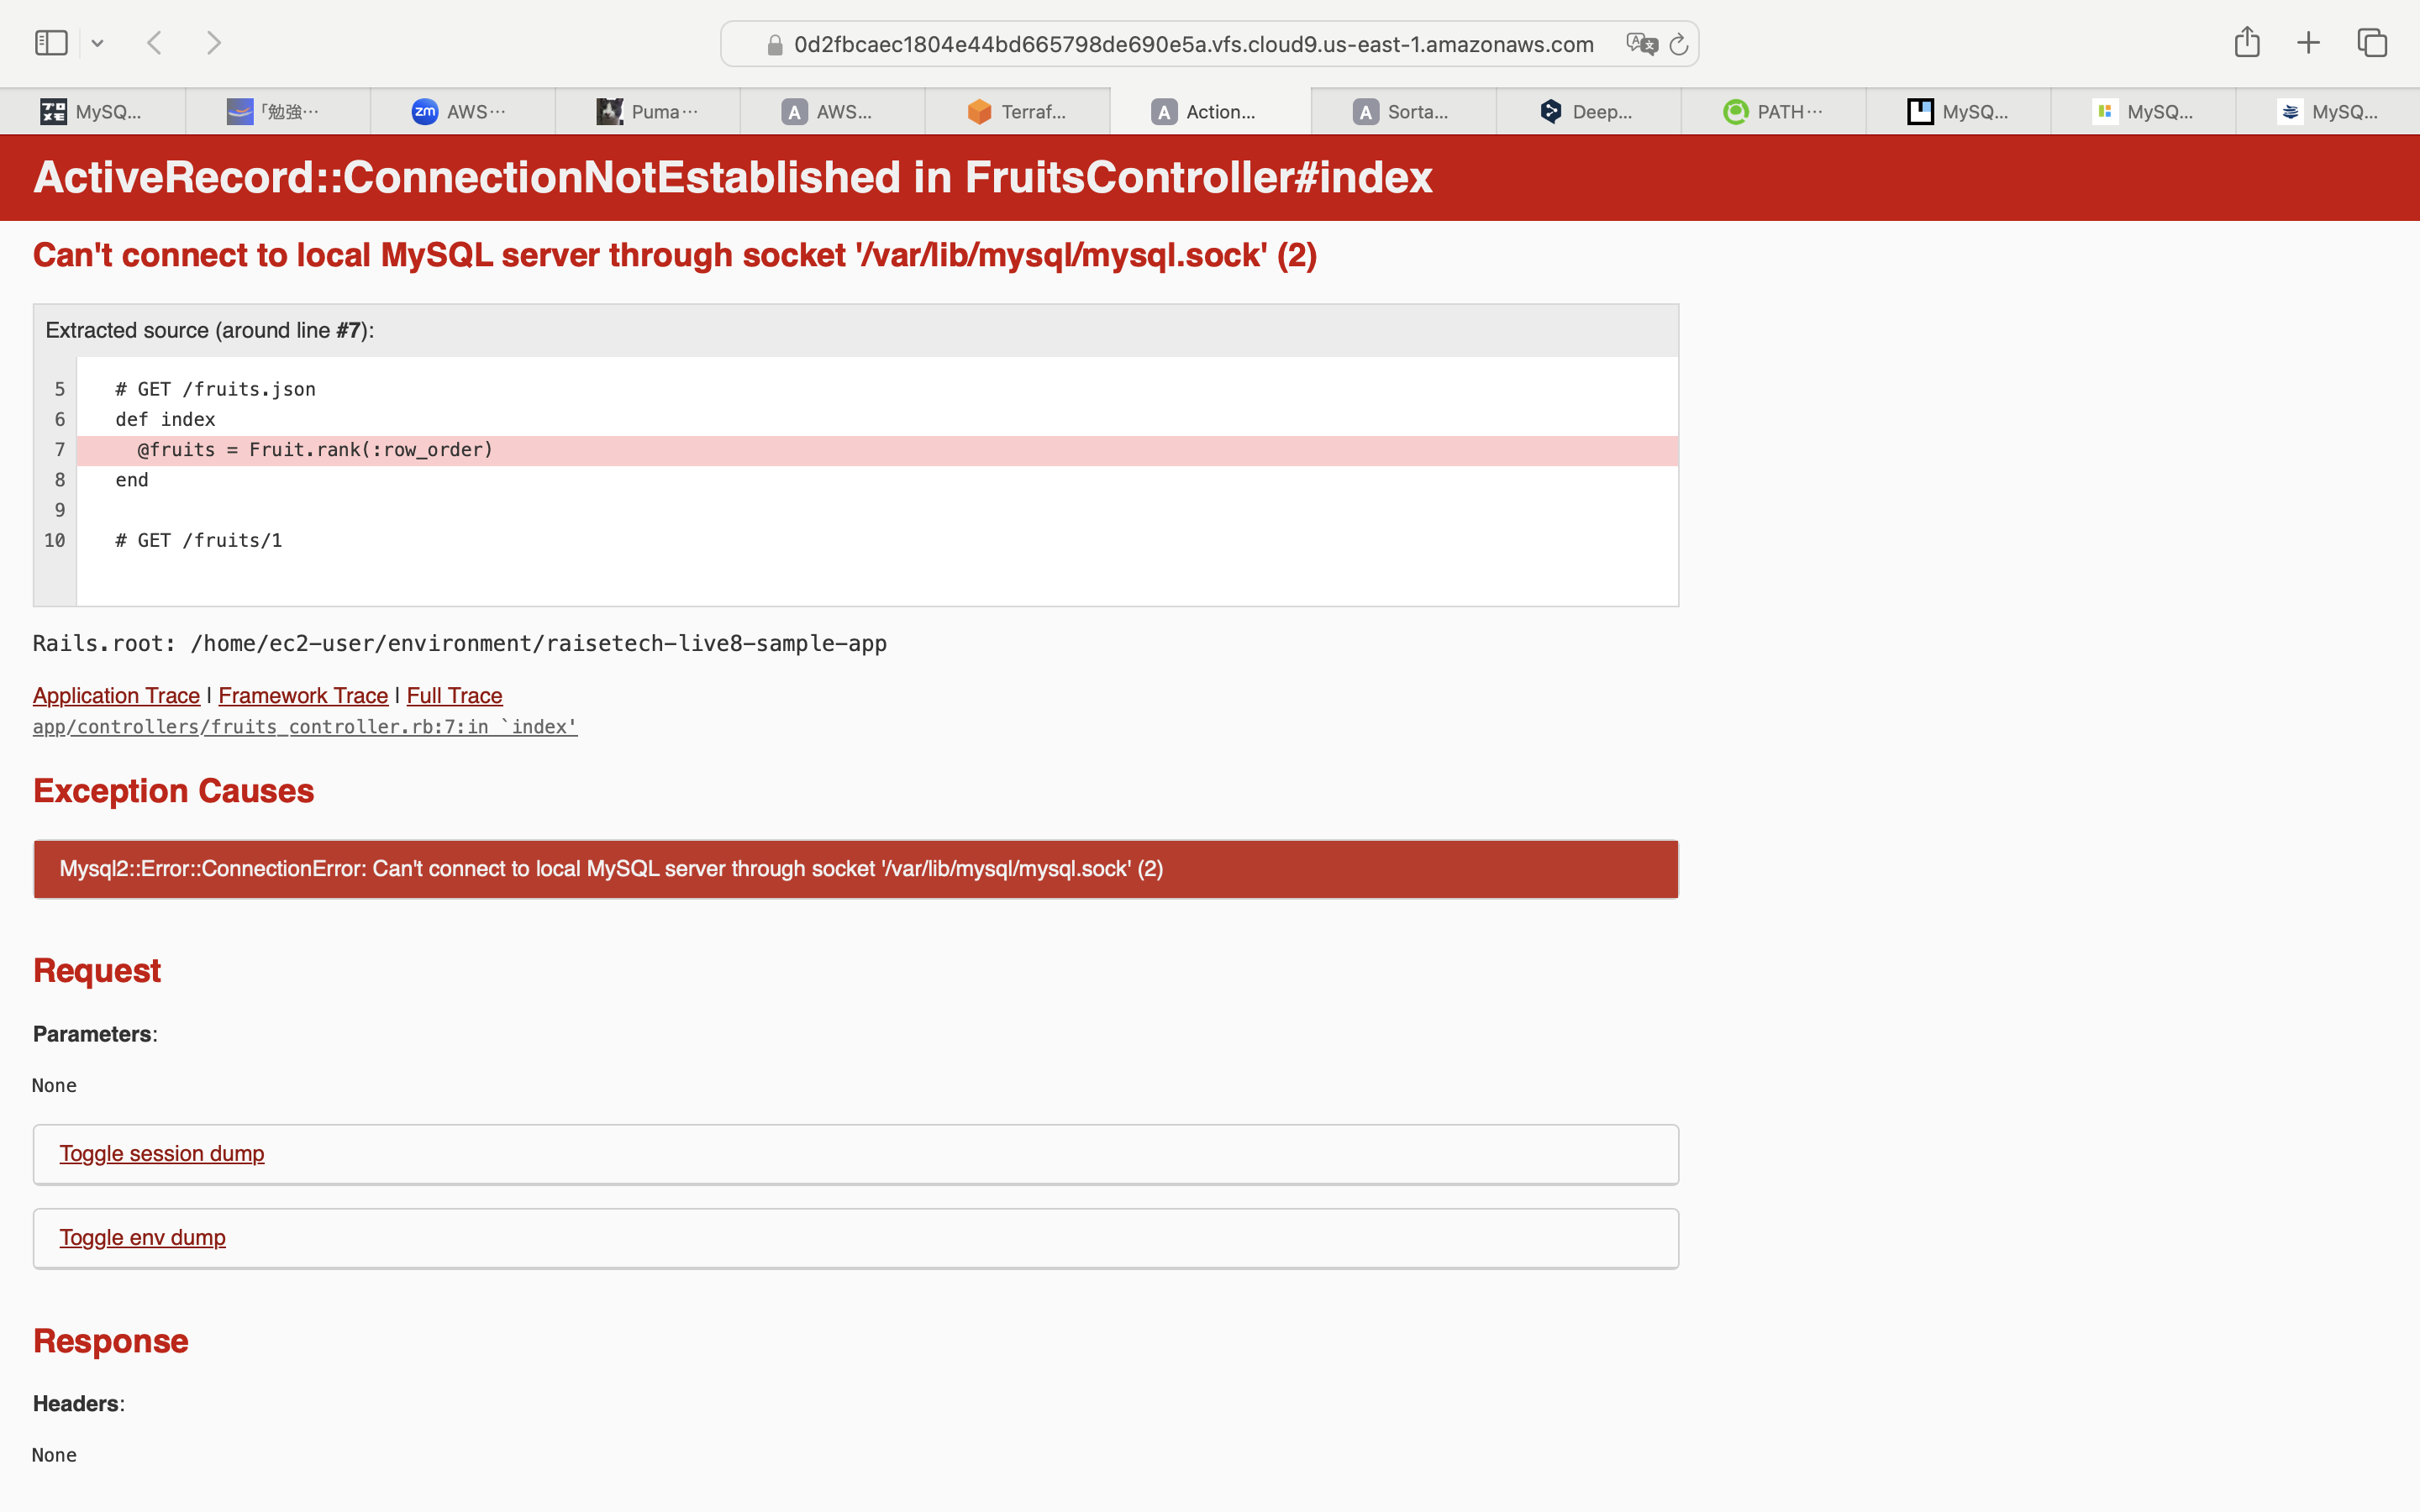 0d2fbcaec1804e44bd665798de690e5a.vfs.cloud9.us-east-1.amazonaws.com
MySQ...
「勉強…
zm AWS…
Puma…
A AWS...
Terraf...
A Action...
A Sorta...
Deep...
PATH…
MySQ...
MySQ...
MySQ...
ActiveRecord::ConnectionNotEstablished in FruitsController#index
Can't connect to local MySQL server through socket '/var/lib/mysql/mysql.sock' (2)
Extracted source (around line #7):
5 # GET /fruits.json
6 def index
7 @fruits = Fruit.rank(:row_order)
8 end
9
10 # GET /fruits/1
Rails.root: /home/ec2-user/environment/raisetech-live8-sample-app
Application Trace | Framework Trace | Full Trace
app/controllers/fruits_controller.rb:7:in `index'
Exception Causes
Mysql2::Error::ConnectionError: Can't connect to local MySQL server through socket '/var/lib/mysql/mysql.sock' (2)
Request
Parameters:
None
Toggle session dump
Toggle env dump
Response
Headers:
None